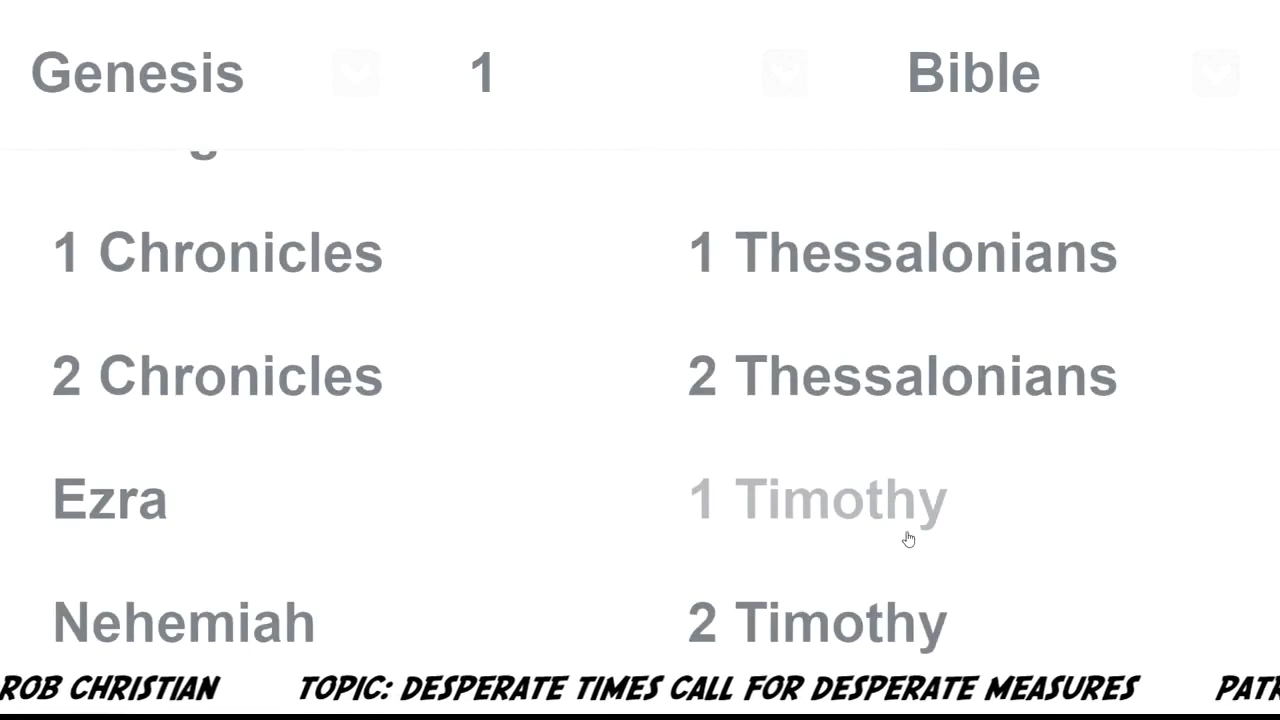 Genesis 1 Bible
1 Chronicles 1 Thessalonians
2 Chronicles 2 Thessalonians
Ezra 1 Timothy
Nehemiah 2 Timothy
ROB CHRISTIAN TOPIC: DESPERATE TIMES CALL FOR DESPERATE MEASURES